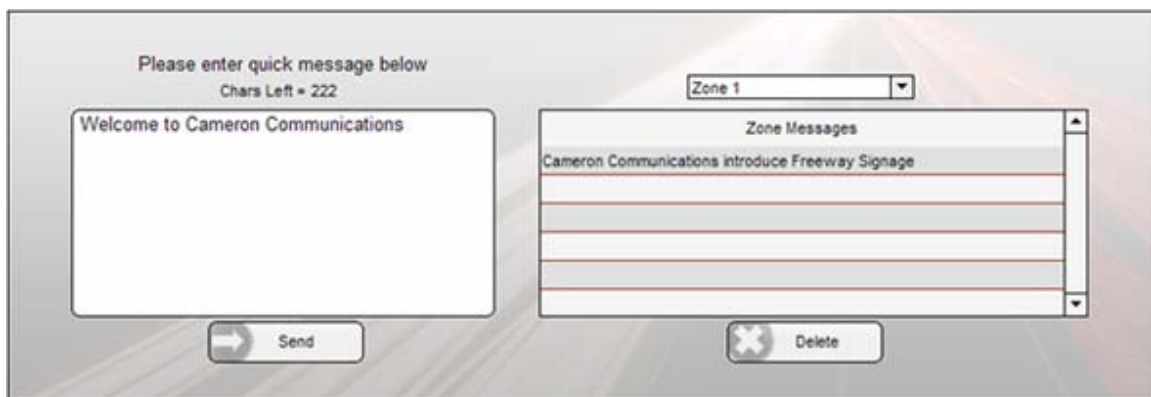 Please enter quick message below
Chars Left = 222
Welcome to Cameron Communications
Send
Zone 1
Zone Messages
Cameron Communications introduce Freeway Signage
Delete